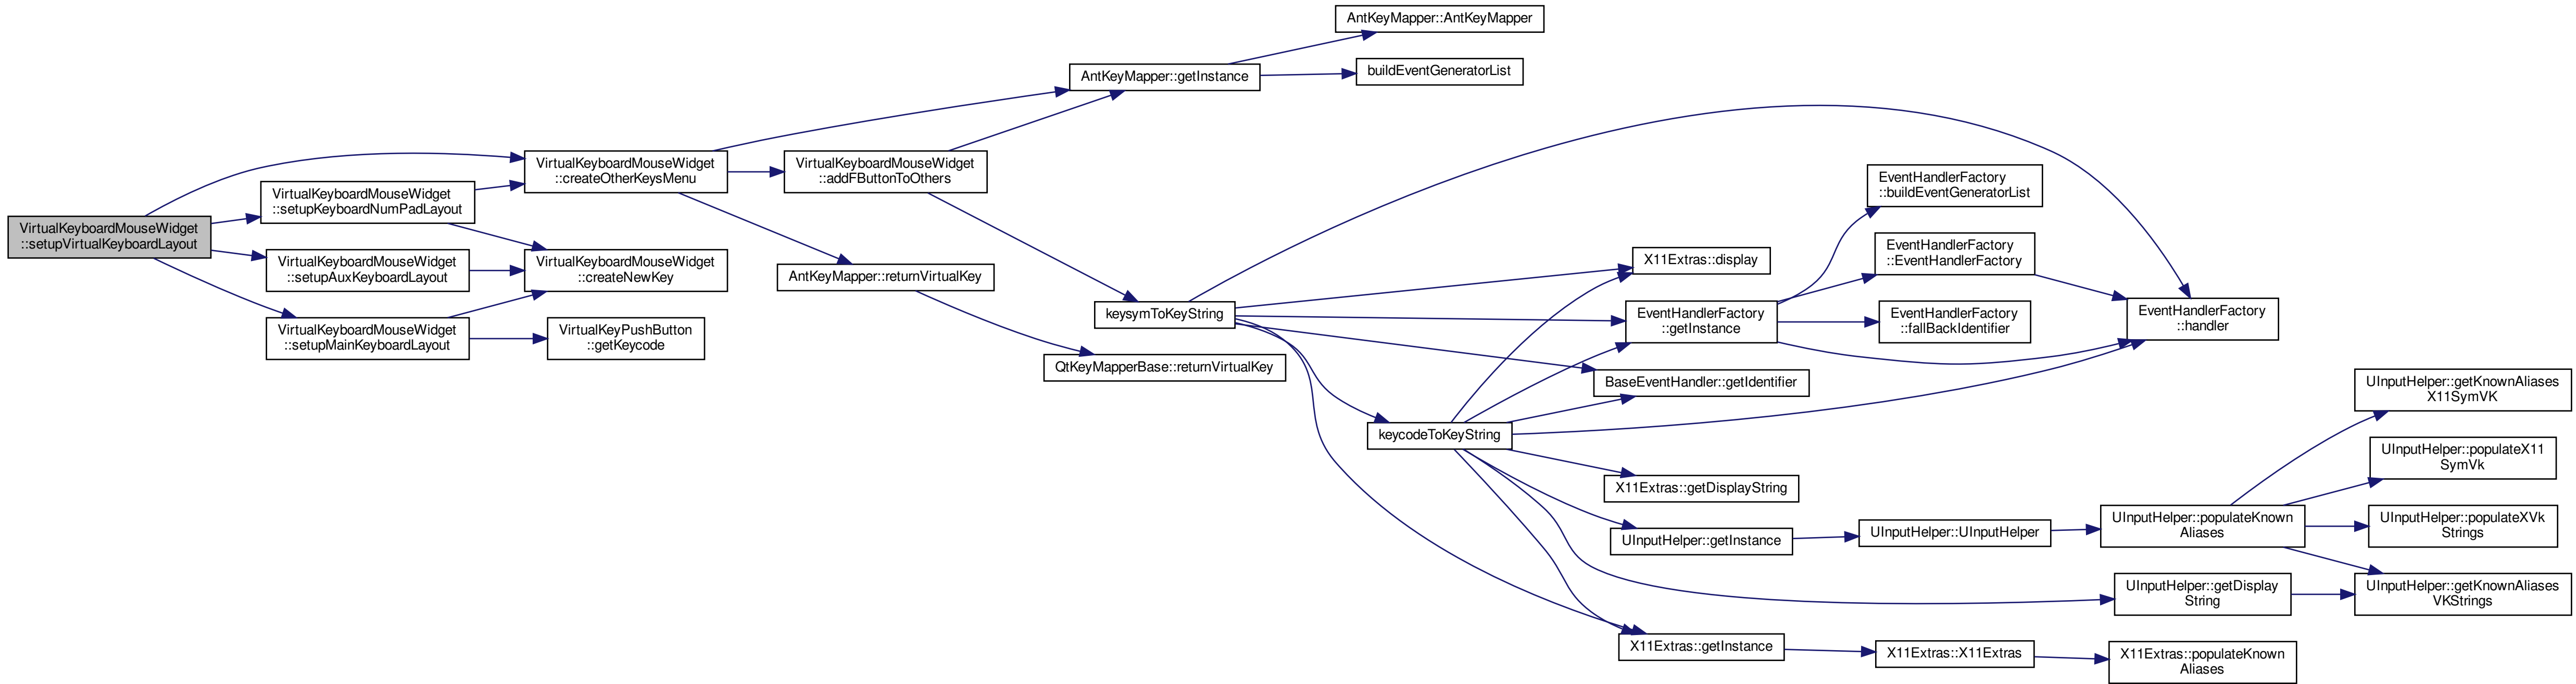 VirtualKeyboardMouseWidget
::setupVirtualKeyboardLayout
VirtualKeyboardMouseWidget
::setupKeyboardNumPadLayout
VirtualKeyboardMouseWidget
::setupAuxKeyboardLayout
VirtualKeyboardMouseWidget
::setupMainKeyboardLayout
VirtualKeyboardMouseWidget
::createOtherKeysMenu
VirtualKeyboardMouseWidget
::createNewKey
VirtualKeyPushButton
::getKeycode
VirtualKeyboardMouseWidget
::addFButtonToOthers
AntKeyMapper::returnVirtualKey
AntKeyMapper::getInstance
keysymToKeyString
QtKeyMapperBase::returnVirtualKey
AntKeyMapper::AntKeyMapper
buildEventGeneratorList
keycodeToKeyString
X11Extras::display
EventHandlerFactory
::getInstance
BaseEventHandler::getIdentifier
X11Extras::getDisplayString
UInputHelper::getInstance
X11Extras::getInstance
EventHandlerFactory
::buildEventGeneratorList
EventHandlerFactory
::EventHandlerFactory
EventHandlerFactory
::fallBackIdentifier
UInputHelper::UInputHelper
X11Extras::X11Extras
EventHandlerFactory
::handler
UInputHelper::populateKnown
Aliases
UInputHelper::getDisplay
String
X11Extras::populateKnown
Aliases
UInputHelper::getKnownAliases
X11SymVK
UInputHelper::populateX11
SymVk
UInputHelper::populateXVk
Strings
UInputHelper::getKnownAliases
VKStrings